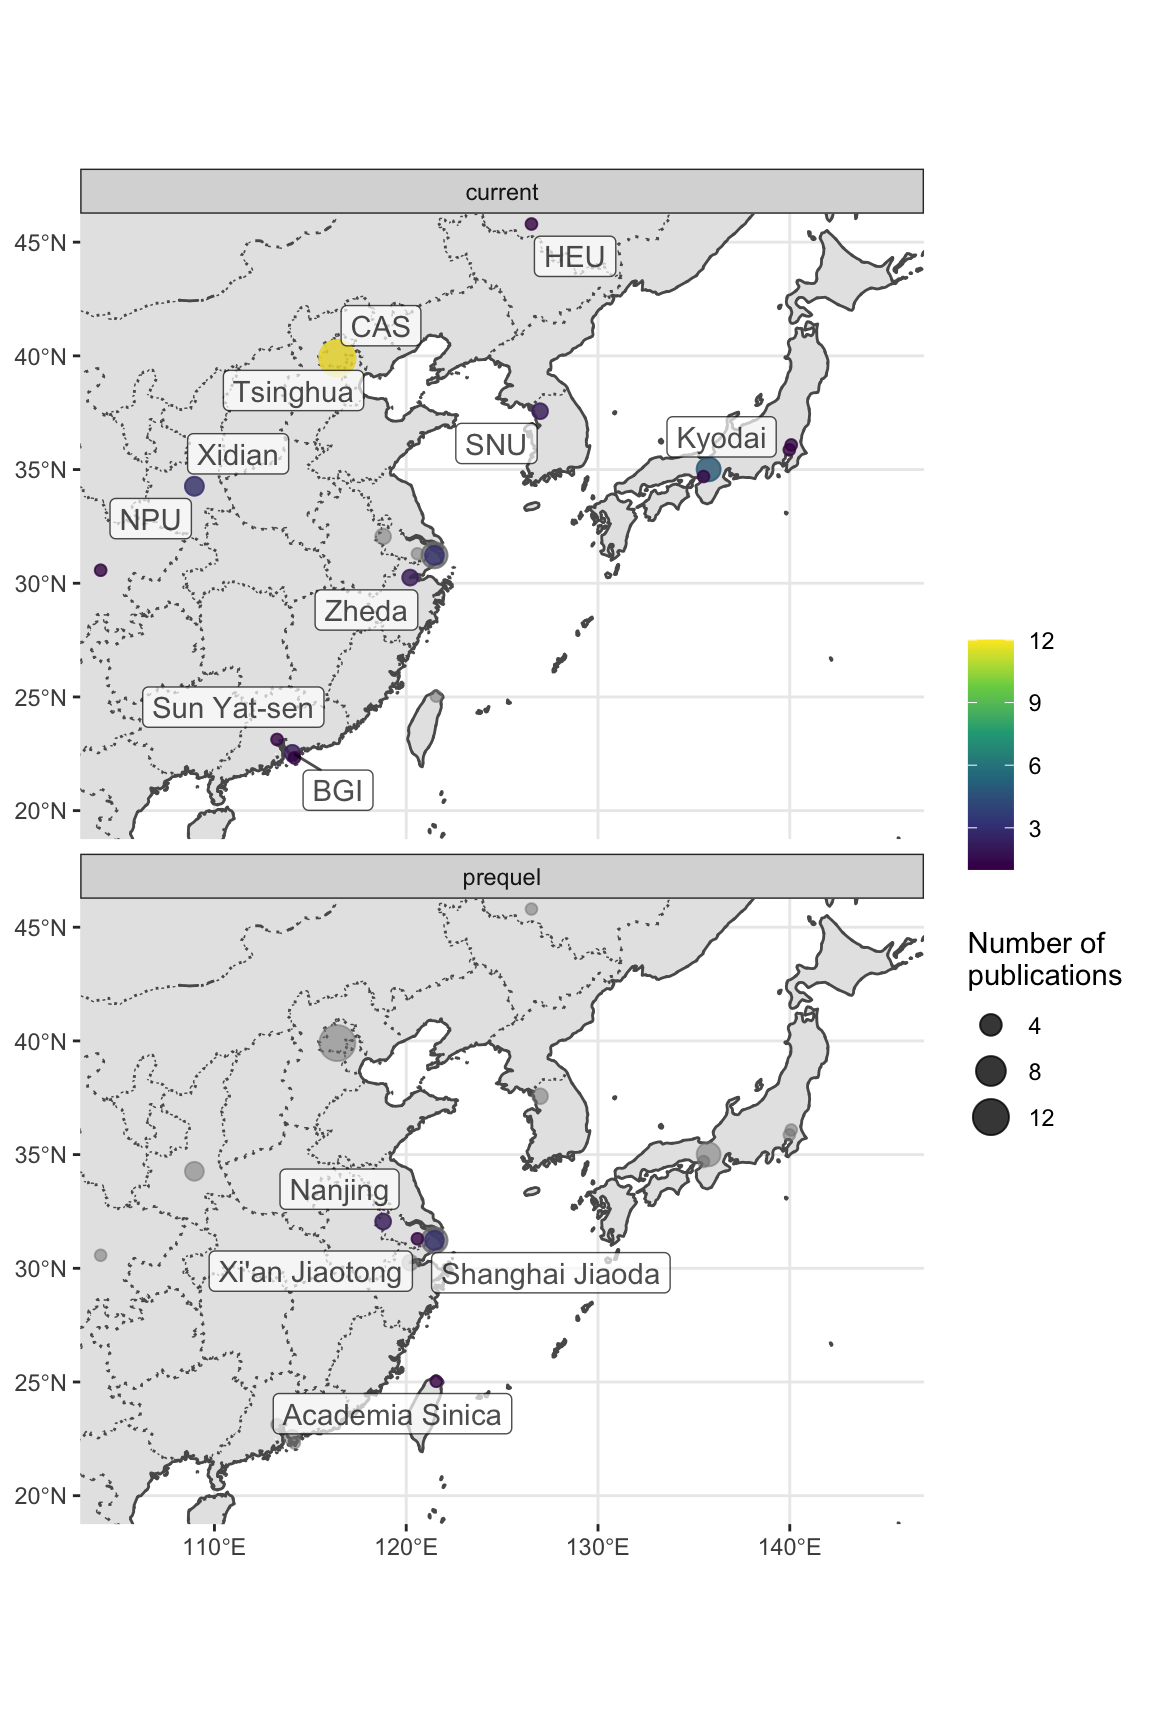 current
45°N
40°N
35°N
30°N
25°N
20°N
HEU
CAS
Tsinghua
Xidian
NPU
SNU
Kyodai
Zheda
Sun Yat-sen
BGI
12
9
6
3
Number of
publications
4
8
12
prequel
45°N
40°N
35°N
30°N
25°N
20°N
Nanjing
Xi'an Jiaotong
Shanghai Jiaoda
Academia Sinica
110°E
120°E
130°E
140°E